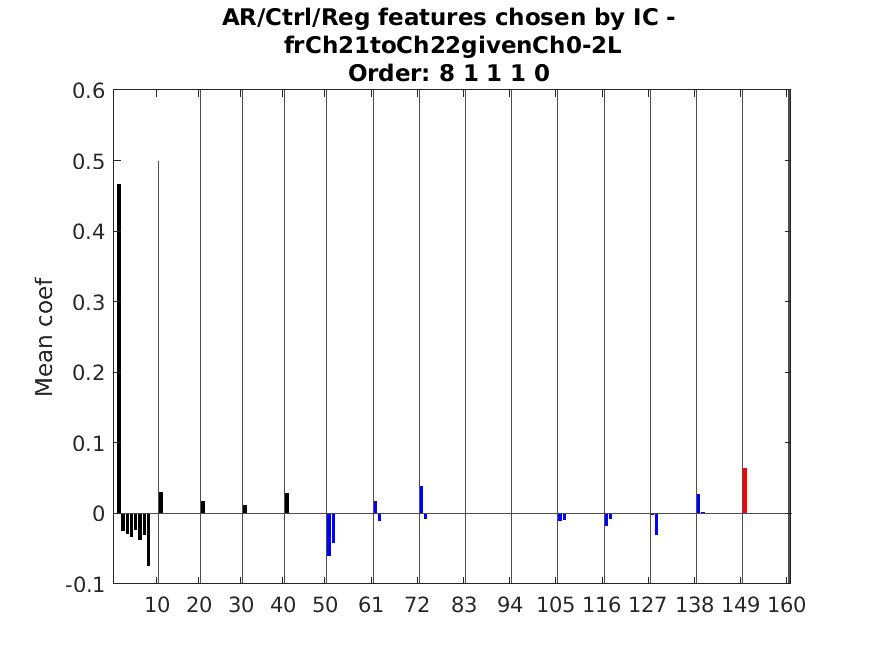 AR/Ctrl/Reg features chosen by IC -
frCh21toCh22givenCh0-2L
Order: 8 1 1 1 0
0.6
0.5
0.4
0.3
0.2
0.1
0
-0.1
Mean coef
10 20 30 40 50 61 72 83 94 105 116 127 138 149 160